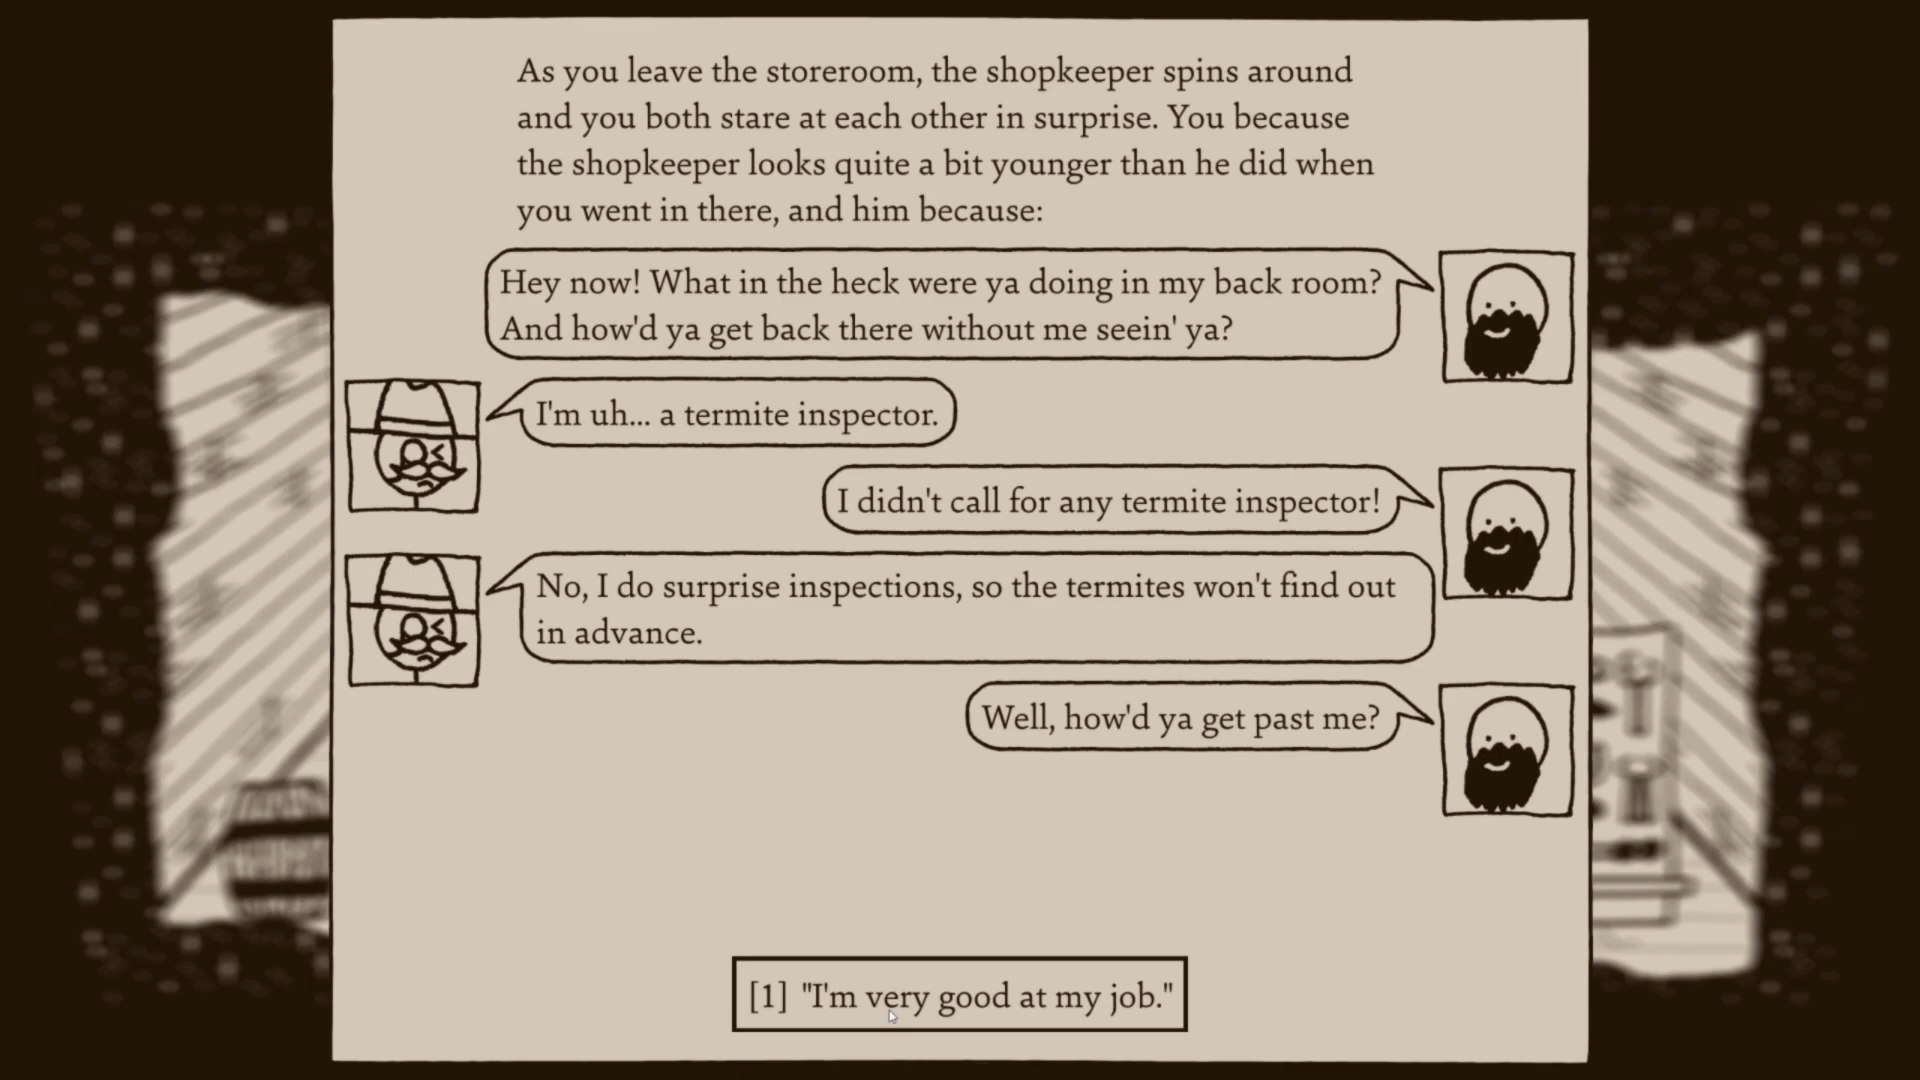 As you leave the storeroom, the shopkeeper spins around
and you both stare at each other in surprise. You because
the shopkeeper looks quite a bit younger than he did when
you went in there, and him because:
Hey now! What in the heck were ya doing in my back room?
And how'd ya get back there without me seein' ya?
I'm uh... a termite inspector.
I didn't call for any termite inspector!
No, I do surprise inspections, so the termites won't find out
in advance.
Well, how'd ya get past me?
[1] "I'm very good at my job."